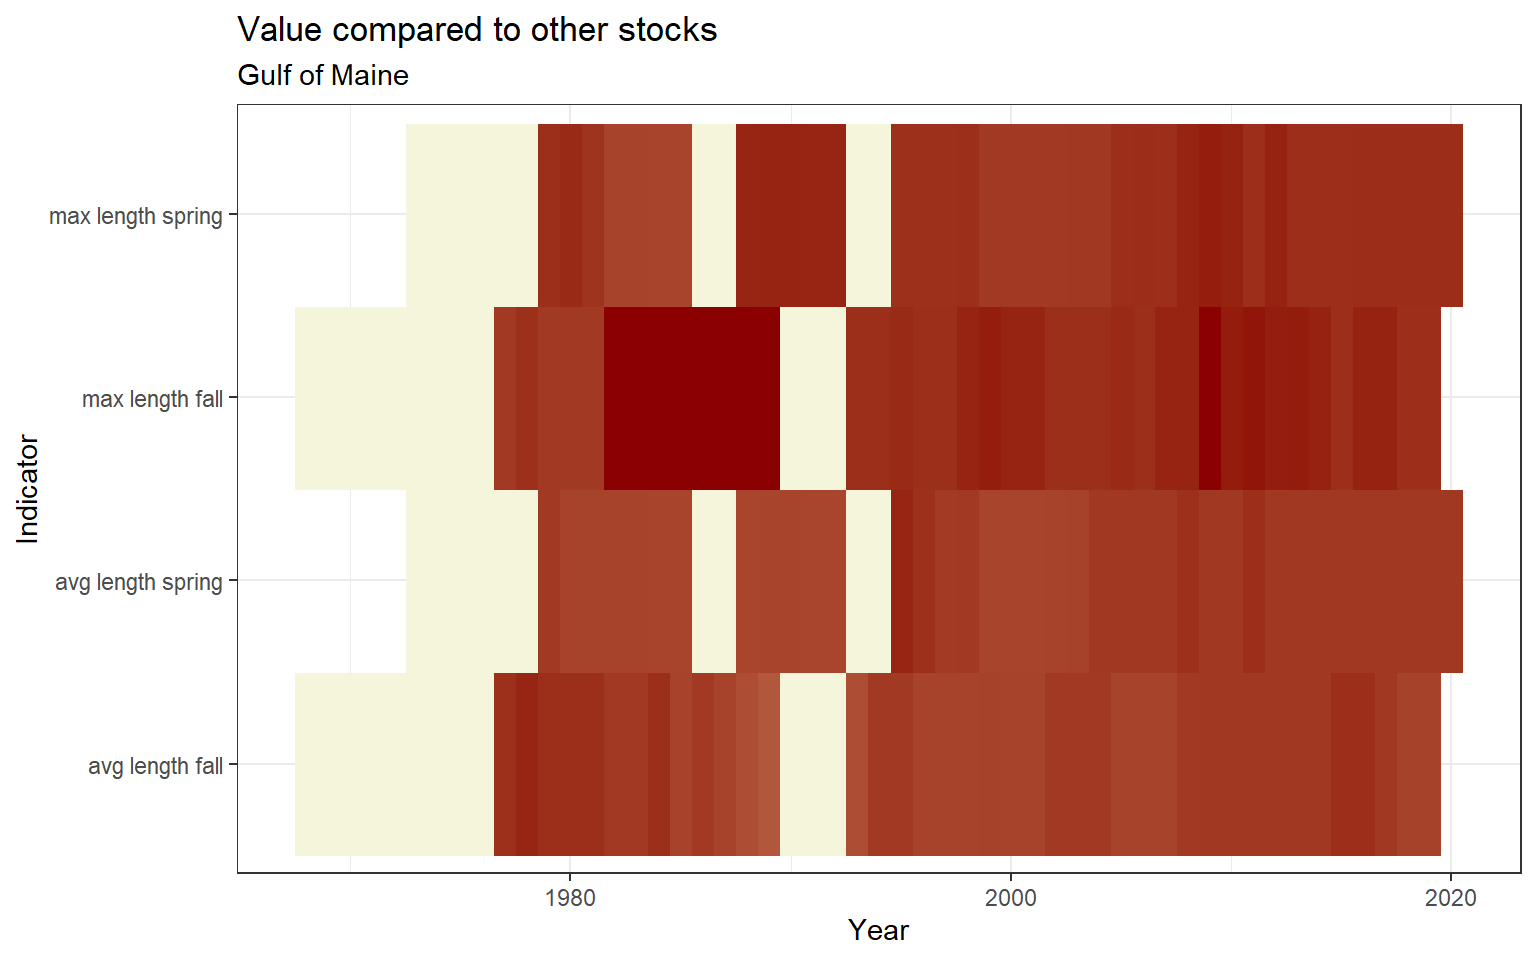 Value compared to other stocks
Gulf of Maine
max length spring
max length fall
avg length spring
avg length fall
Indicator
1980
2000
2020
Year